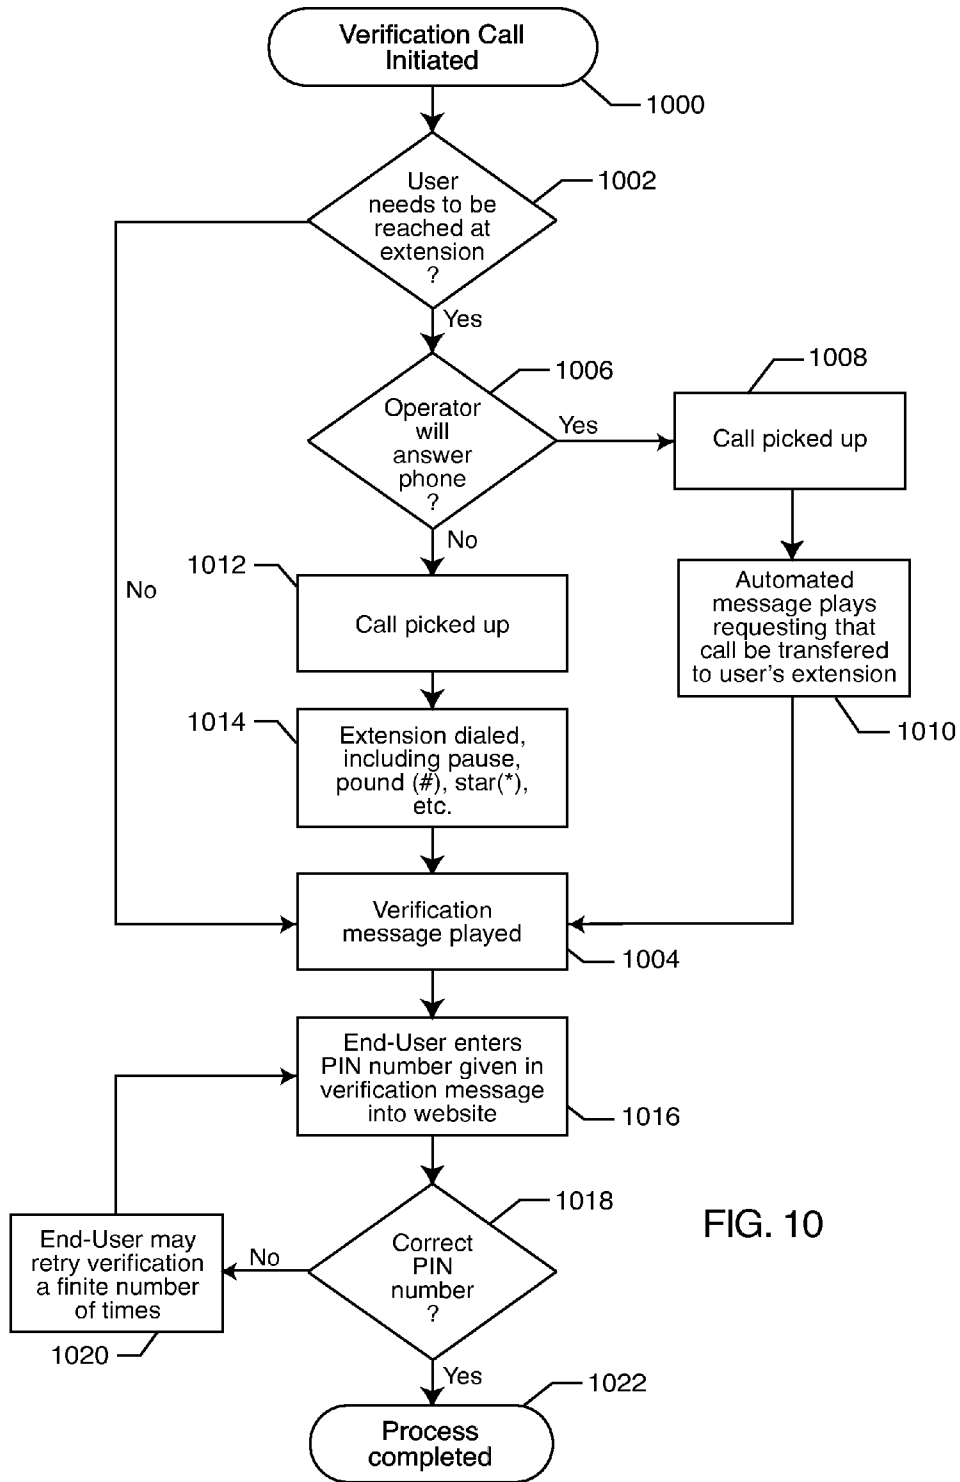 Verification Call
Initiated
1000
User
needs to be
reached at
extension
?
1002
Yes
Operator
will
answer
phone
?
1006
Yes
1008
Call picked up
No
1012
Call picked up
No
Automated
message plays
requesting that
call be transfered
to user's extension
1010
1014
Extension dialed,
including pause,
pound (#), star(*),
etc.
Verification
message played
1004
End-User enters
PIN number given in
verification message
into website
1016
Correct
PIN
number
?
1018
FIG. 10
No
End-User may
retry verification
a finite number
of times
1020
Yes
1022
Process
completed